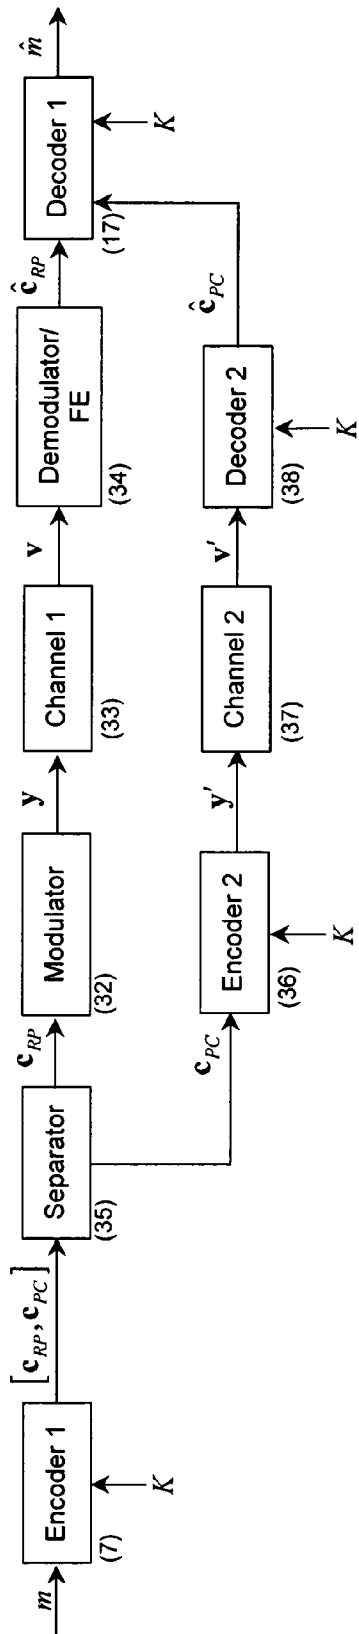 m
Encoder 1
(7)
K
[c_RP, c_PC]
Separator
(35)
c_RP
Modulator
(32)
y
Channel 1
(33)
v
Demodulator/
FE
(34)
ĉ_RP
Decoder 1
(17)
K
m̂
c_PC
Encoder 2
(36)
K
y′
Channel 2
(37)
v′
Decoder 2
(38)
K
ĉ_PC